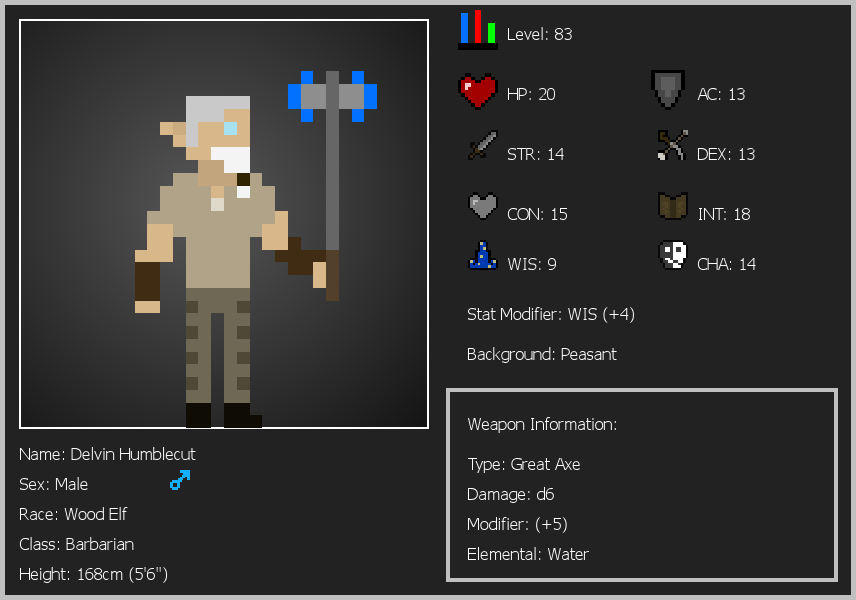 Level: 83
HP: 20
AC: 13
STR: 14
DEX: 13
CON: 15
INT: 18
WIS: 9
CHA: 14
Stat Modifier: WIS (+4)
Background: Peasant
Weapon Information:
Type: Great Axe
Damage: d6
Modifier: (+5)
Elemental: Water
Name: Delvin Humblecut
Sex: Male
Race: Wood Elf
Class: Barbarian
Height: 168cm (5'6")